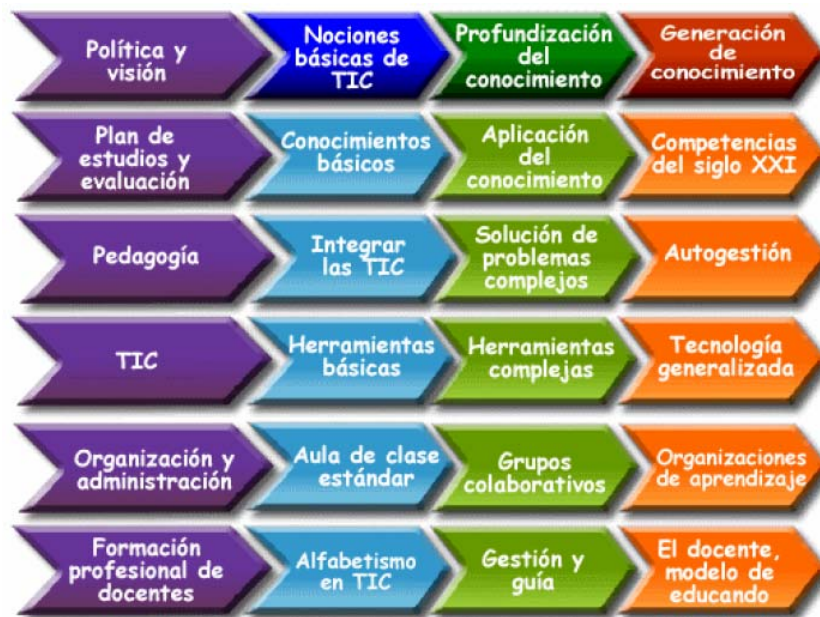 Política y
visión
Nociones
básicas de
TIC
Profundización
del
conocimiento
Generación
de
conocimiento
Plan de
estudios y
evaluación
Conocimientos
básicos
Aplicación
del
conocimiento
Competencias
del siglo XXI
Pedagogía
Integrar
las TIC
Solución de
problemas
complejos
Autogestión
TIC
Herramientas
básicas
Herramientas
complejas
Tecnología
generalizada
Organización y
administración
Aula de clase
estándar
Grupos
colaborativos
Organizaciones
de aprendizaje
Formación
profesional de
docentes
Alfabetismo
en TIC
Gestión y
guía
El docente,
modelo de
educando